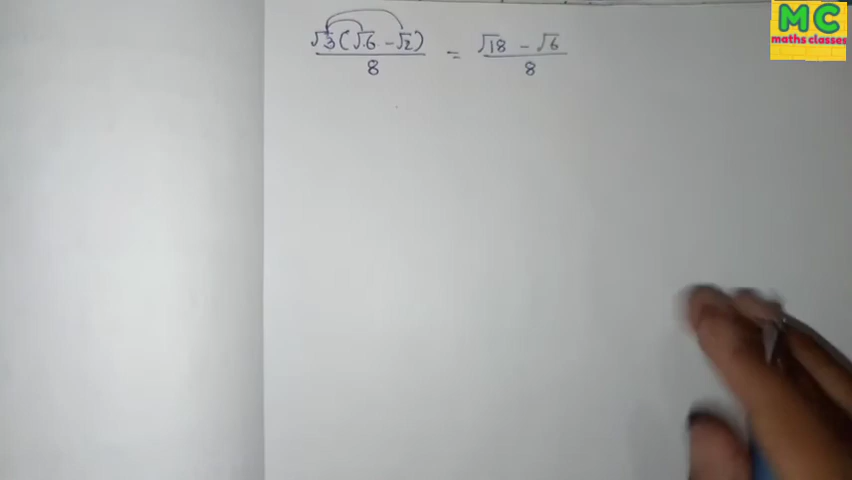 MC
maths classes
√3(√6 - √2)/8 = √18 - √6/8